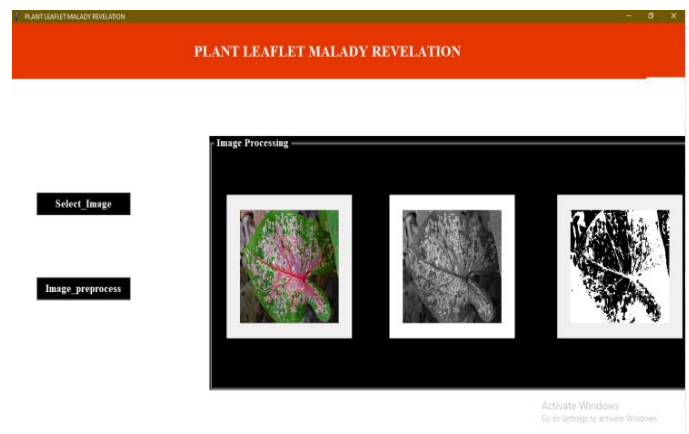 PLANT LEAFLET MALADY REVELATION
PLANT LEAFLET MALADY REVELATION
Image Processing
Select_Image
Image_preprocess
Activate Windows
Go to Settings to activate Windows.